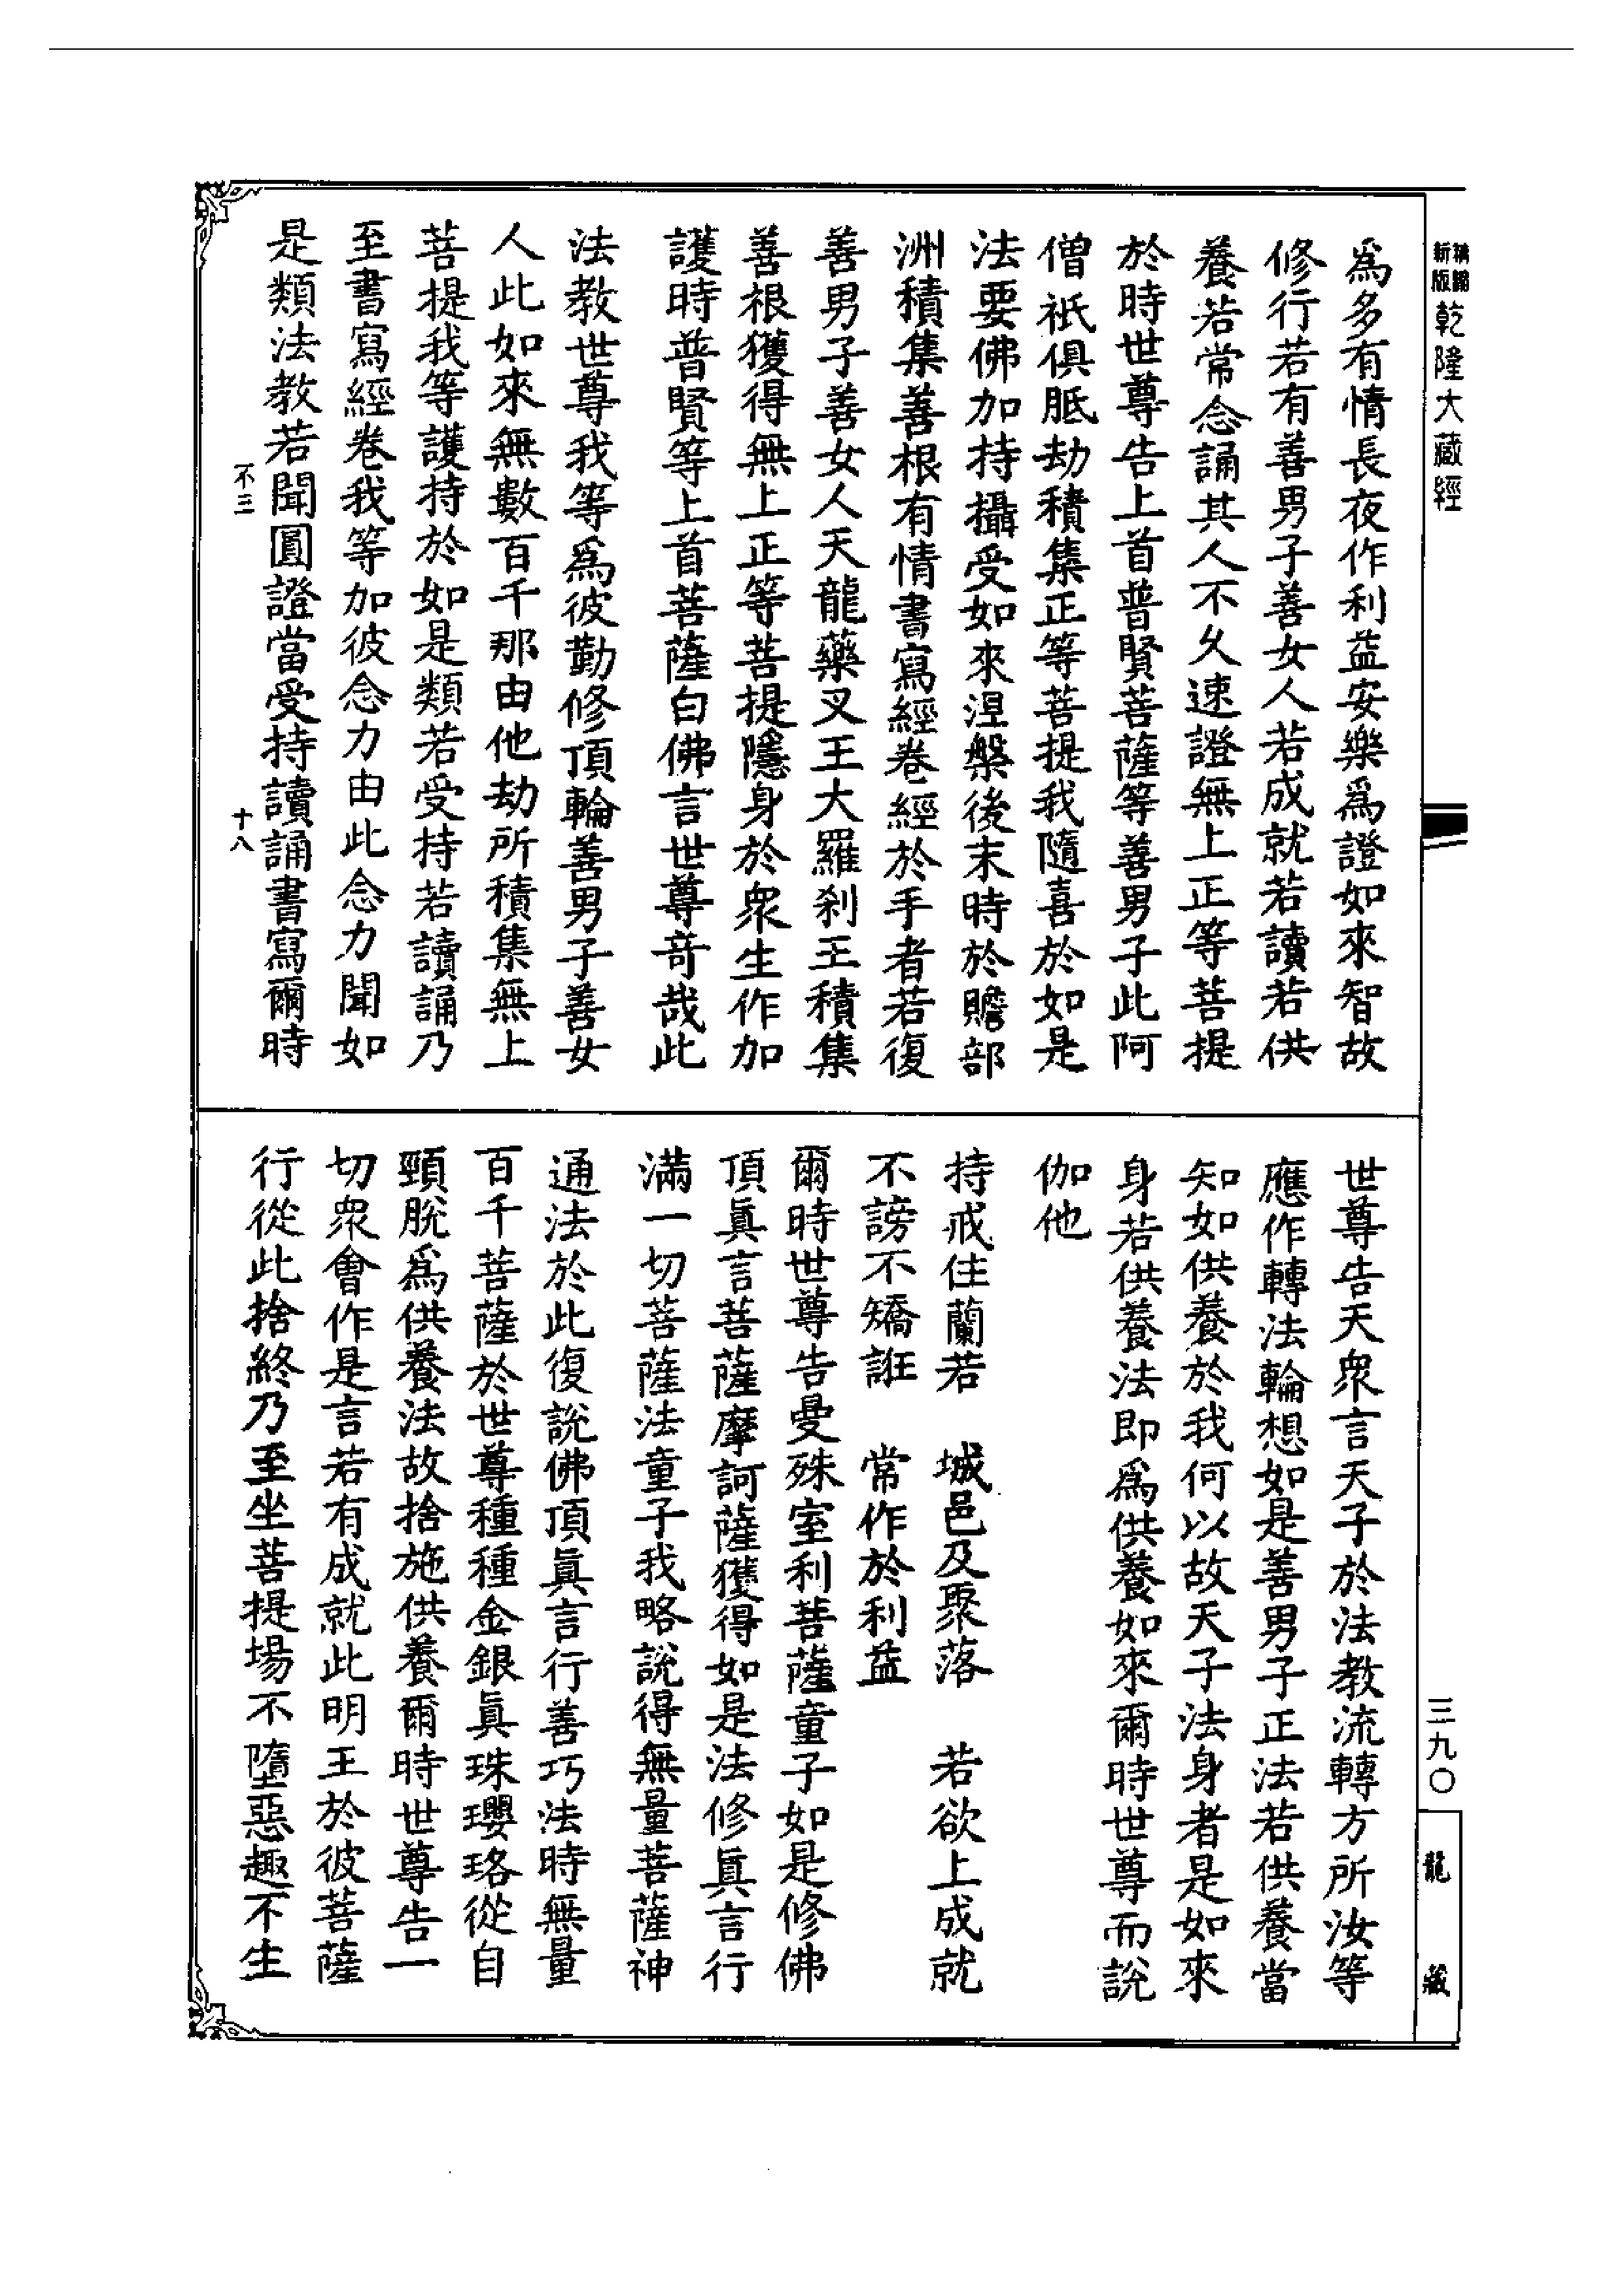 新版精縮乾隆大藏經
為多有情長夜作利益安樂為證如來智故
修行若有善男子善女人若成就若讀若供
養若常念誦其人不久速證無上正等菩提
於時世尊告上首普賢菩薩等善男子此阿
僧祇俱胝劫積集正等菩提我隨喜於如是
法要佛加持攝受如來涅槃後末時於贍部
洲積集善根有情書寫經卷經於手者若復
善男子善女人天龍藥叉王大羅刹王積集
善根獲得無上正等菩提隱身於眾生作加
護時普賢等上首菩薩白佛言世尊奇哉此
法教世尊我等為彼勤修頂輪善男子善女
人此如來無數百千那由他劫所積集無上
菩提我等護持於如是類若受持若讀誦乃
至書寫經卷我等加彼念力由此念力聞如
是類法教若聞圓證當受持讀誦書寫爾時
不三 十八
世尊告天眾言天子於法教流轉方所汝等
應作轉法輪想如是善男子正法若供養當
知如供養於我何以故天子法身者是如來
身若供養法即為供養如來爾時世尊而說
伽他
持戒住蘭若 城邑及聚落 若欲上成就
不謗不矯誑 常作於利益
爾時世尊告曼殊室利菩薩童子如是修佛
頂真言菩薩摩訶薩獲得如是法修真言行
滿一切菩薩法童子我略說得無量菩薩神
通法於此復說佛頂真言行善巧法時無量
百千菩薩於世尊種種金銀真珠瓔珞從自
頸脫為供養法故捨施供養爾時世尊告一
切眾會作是言若有成就此明王於彼菩薩
行從此捨終乃至坐菩提場不墮惡趣不生
三九〇
龍藏